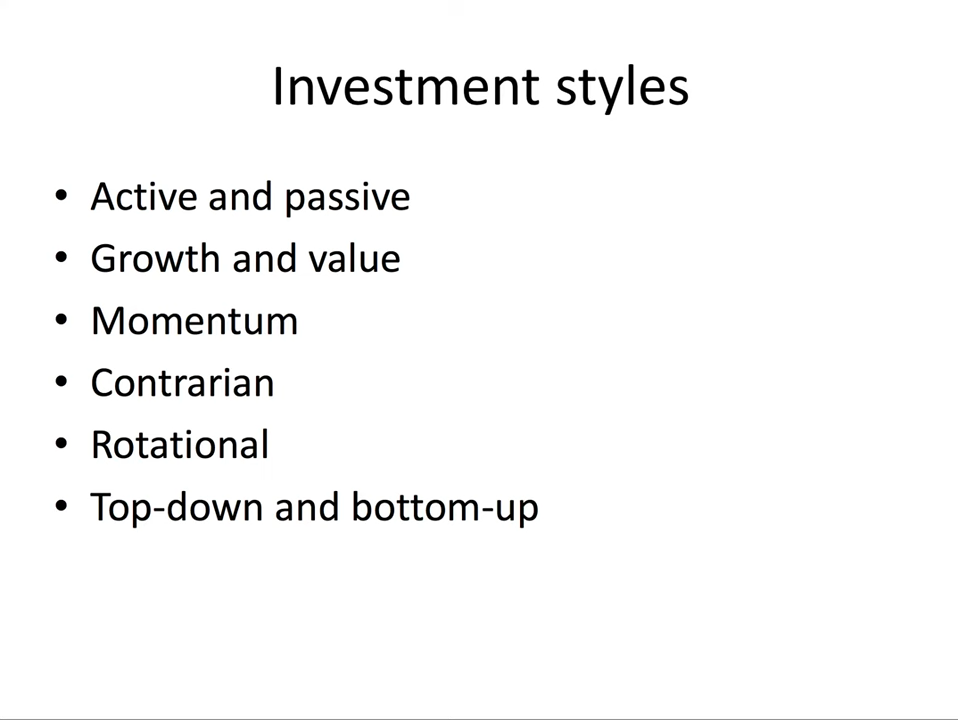 Investment styles
• Active and passive
• Growth and value
• Momentum
• Contrarian
• Rotational
• Top-down and bottom-up